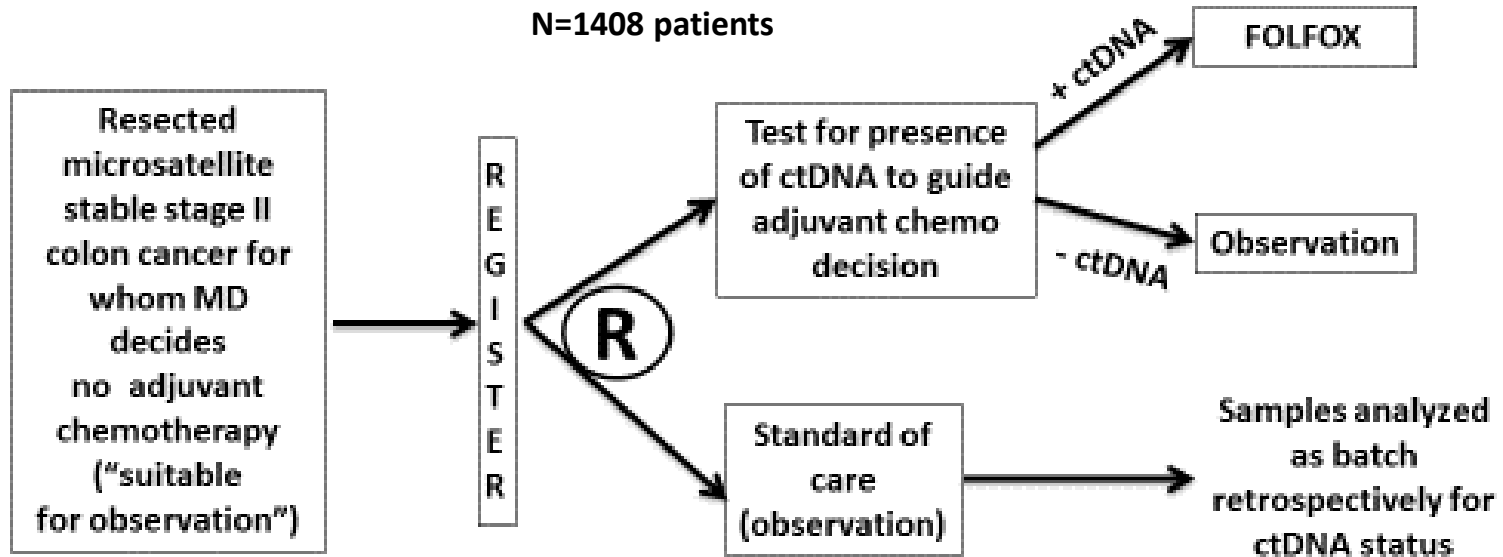 N=1408 patients
Resected
microsatellite
stable stage II
colon cancer for
whom MD
decides
no adjuvant
chemotherapy
("suitable
for observation")
R
E
G
I
S
T
E
R
R
Test for presence
of ctDNA to guide
adjuvant chemo
decision
+ ctDNA
FOLFOX
- ctDNA
Observation
Standard of
care
(observation)
Samples analyzed
as batch
retrospectively for
ctDNA status